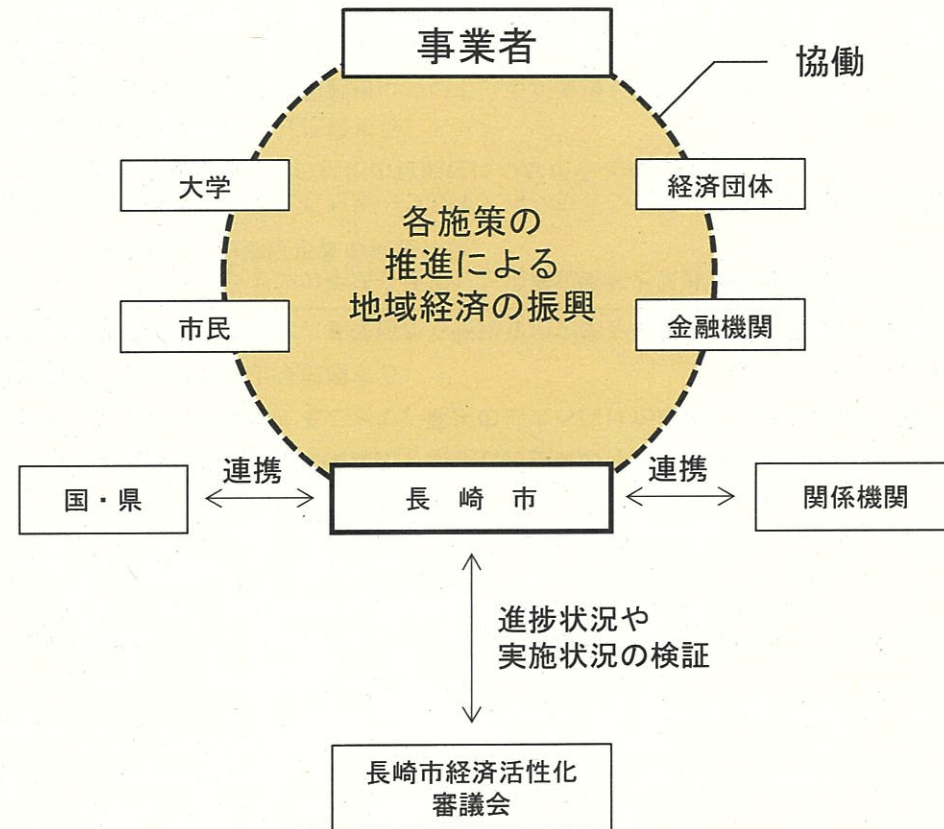 事業者
協働
大学
経済団体
各施策の
推進による
地域経済の振興
市民
金融機関
連携
連携
国・県
長崎市
関係機関
進捗状況や
実施状況の検証
長崎市経済活性化
審議会